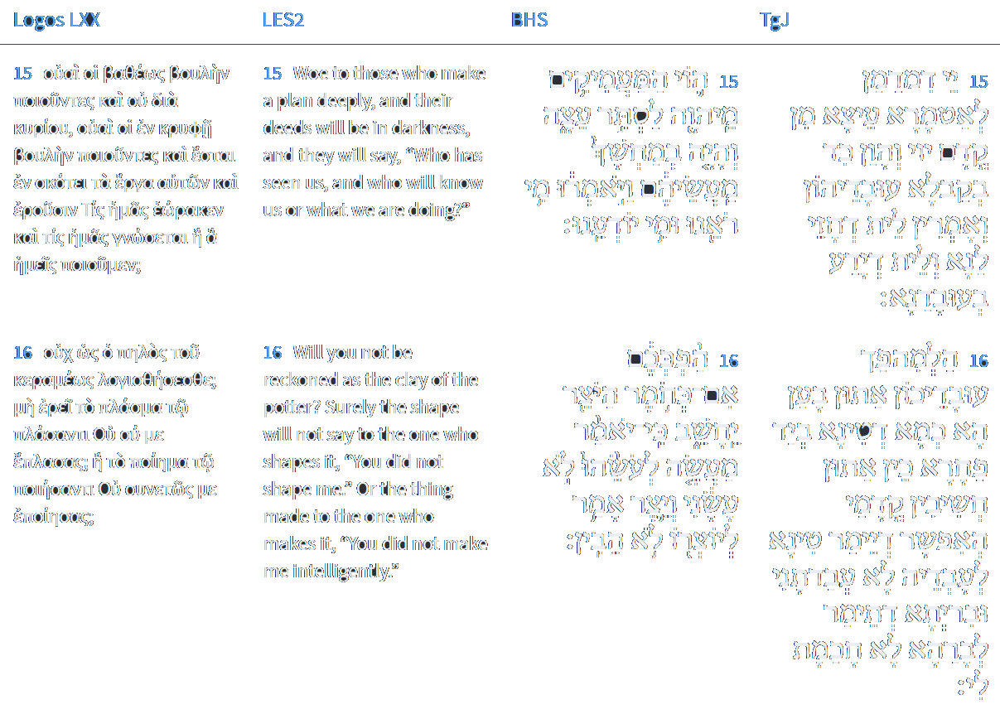 Logos LXX
LES2
BHS
TgJ
15 οὐαὶ οἱ βαθέως βουλὴν
ποιοῦντες καὶ οὐ διὰ
κυρίου, οὐαὶ οἱ ἐν κρυφῇ
βουλὴν ποιοῦντες καὶ ἔσται
ἐν σκότει τὰ ἔργα αὐτῶν καὶ
ἐροῦσιν Τίς ἡμᾶς ἑώρακεν
καὶ τίς ἡμᾶς γνώσεται ἢ ἃ
ἡμεῖς ποιοῦμεν;
15 Woe to those who make
a plan deeply, and their
deeds will be in darkness,
and they will say, “Who has
seen us, and who will know
us or what we are doing?”
15 הֹ֛וי הַמַּעֲמִיקִ֥ים
מֵֽיהוָ֖ה לַסְתִּ֣ר עֵצָ֑ה
וְהָיָ֤ה בְמַחְשָׁךְ֙
מַֽעֲשֵׂיהֶ֔ם וַיֹּ֣אמְר֔וּ מִ֥י
רֹאֵ֖נוּ וּמִ֥י יֹודְעֵֽנוּ׃
15 יֵיי דִמדַמַן
לְאַטמָרָא עֵיצָא מִן
קֳדָם יוי וְהָוַן כִד
בְקַבלָא עוּבָדֵיהוֹן
וְאָמְרִין לֵית דְחָזֵי
לַנָא וְלֵית דְיָדַע
בְעוּבָדַנָא׃
16 οὐχ ὡς ὁ πηλὸς τοῦ
κεραμέως λογισθήσεσθε;
μὴ ἐρεῖ τὸ πλάσμα τῷ
πλάσαντι Οὐ σύ με
ἔπλασας; ἢ τὸ ποίημα τῷ
ποιήσαντι Οὐ συνετῶς με
ἐποίησας;
16 Will you not be
reckoned as the clay of the
potter? Surely the shape
will not say to the one who
shapes it, “You did not
shape me.” Or the thing
made to the one who
makes it, “You did not make
me intelligently.”
16 הַ֨פְכְּכֶ֔ם
אִם־כְּחֹ֥מֶר הַיֹּצֵ֖ר
יֵֽחָשֵׁ֑ב כִּֽי־יֹאמַ֨ר
מַעֲשֶׂ֤ה לְעֹשֵׂ֙הוּ֙ לֹ֣א
עָשָׂ֔נִי וְיֵ֛צֶר אָמַ֥ר
לְיוֹצְר֖וֹ לֹ֥א הֵבִֽין׃
16 הַלְמִהפַך
עוּבָדֵיכוֹן אַתוּן בָעַן
הָא כְמָא דְטִינָא בְיַד
פַחָרָא כֵין אַתוּן
חְשִיבִין קֳדָמַי
הַאֶפשָר דְיֵימַר טִינָא
לְעָבְדֵיה לָא עֲבַדתָנִי
וּבִריְתָא דְתֵימַר
לְבָרְהָא לָא חַכֵמת
לִי׃